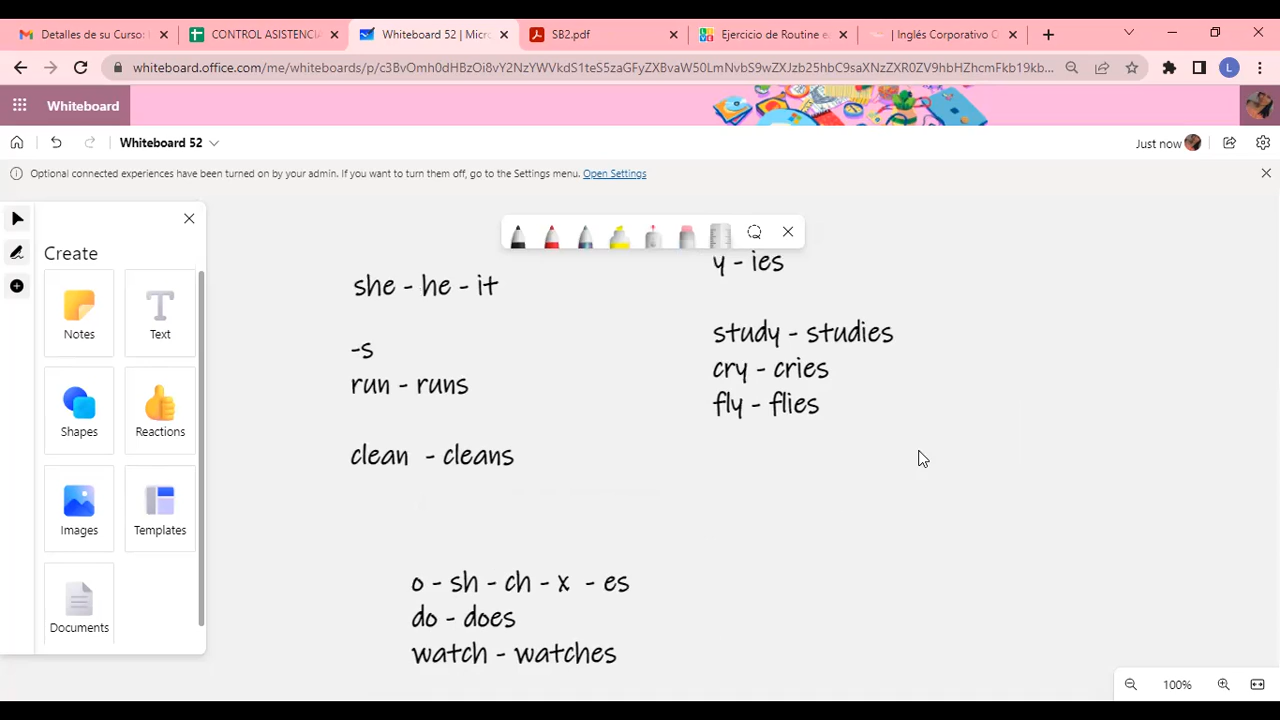 Detalles de su Curso:
CONTROL ASISTENCIA
Whiteboard 52 | Micr
SB2.pdf
Ejercicio de Routine e
| Inglés Corporativo C
L
whiteboard.office.com/me/whiteboards/p/c3BvOmh0dHBzOi8vY2NzYWVkdS1teS5zaGFyZXBvaW50LmNvbS9wZXJzb25hbC9saXNzZXR0ZV9hbHZhcmFkb19kb...
Whiteboard
Whiteboard 52
Just now
Optional connected experiences have been turned on by your admin. If you want to turn them off, go to the Settings menu. Open Settings
Create
Notes
Text
Shapes
Reactions
Images
Templates
Documents
y - ies
she - he - it
study - studies
-s
cry - cries
run - runs
fly - flies
clean - cleans
o - sh - ch - x - es
do - does
watch - watches
100%